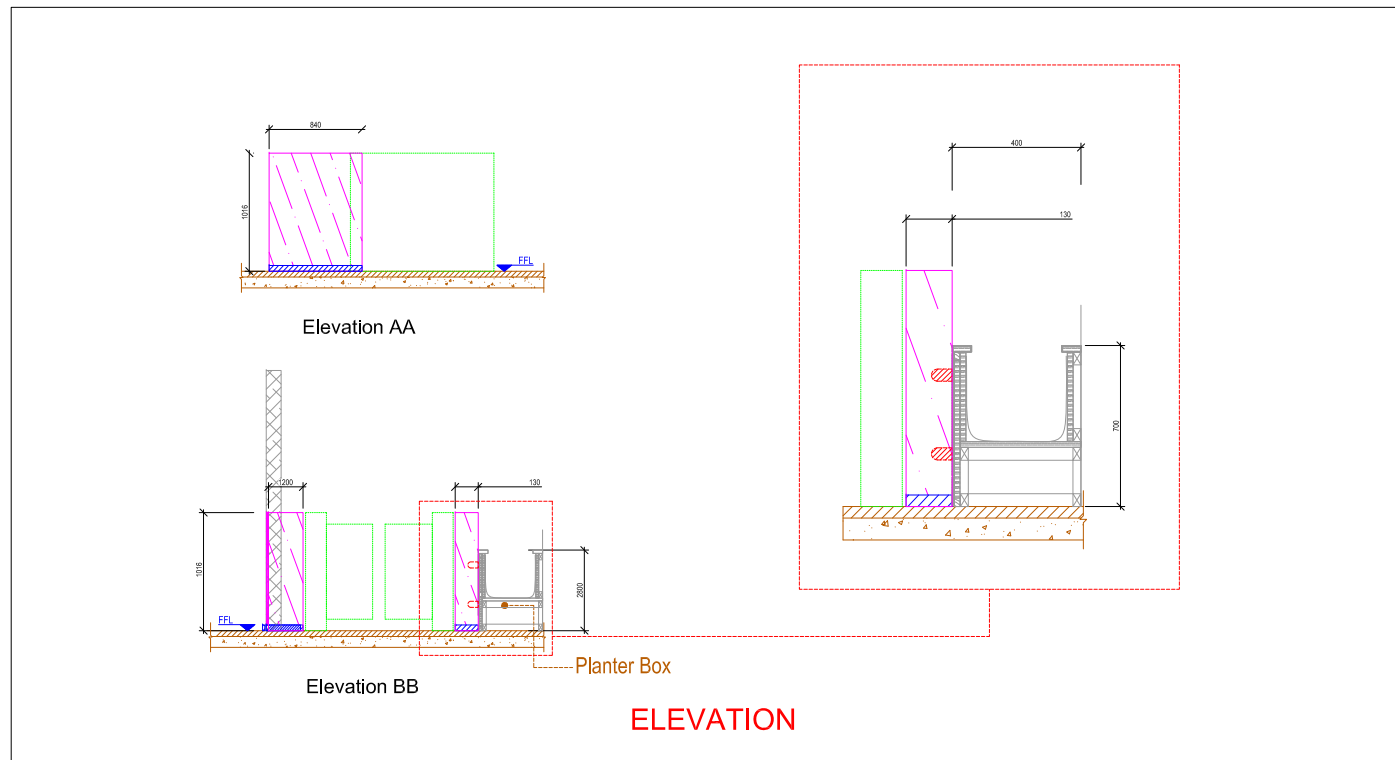 840
1016
FFL
Elevation AA
400
130
700
1200
130
1016
2800
FFL
Planter Box
Elevation BB
ELEVATION